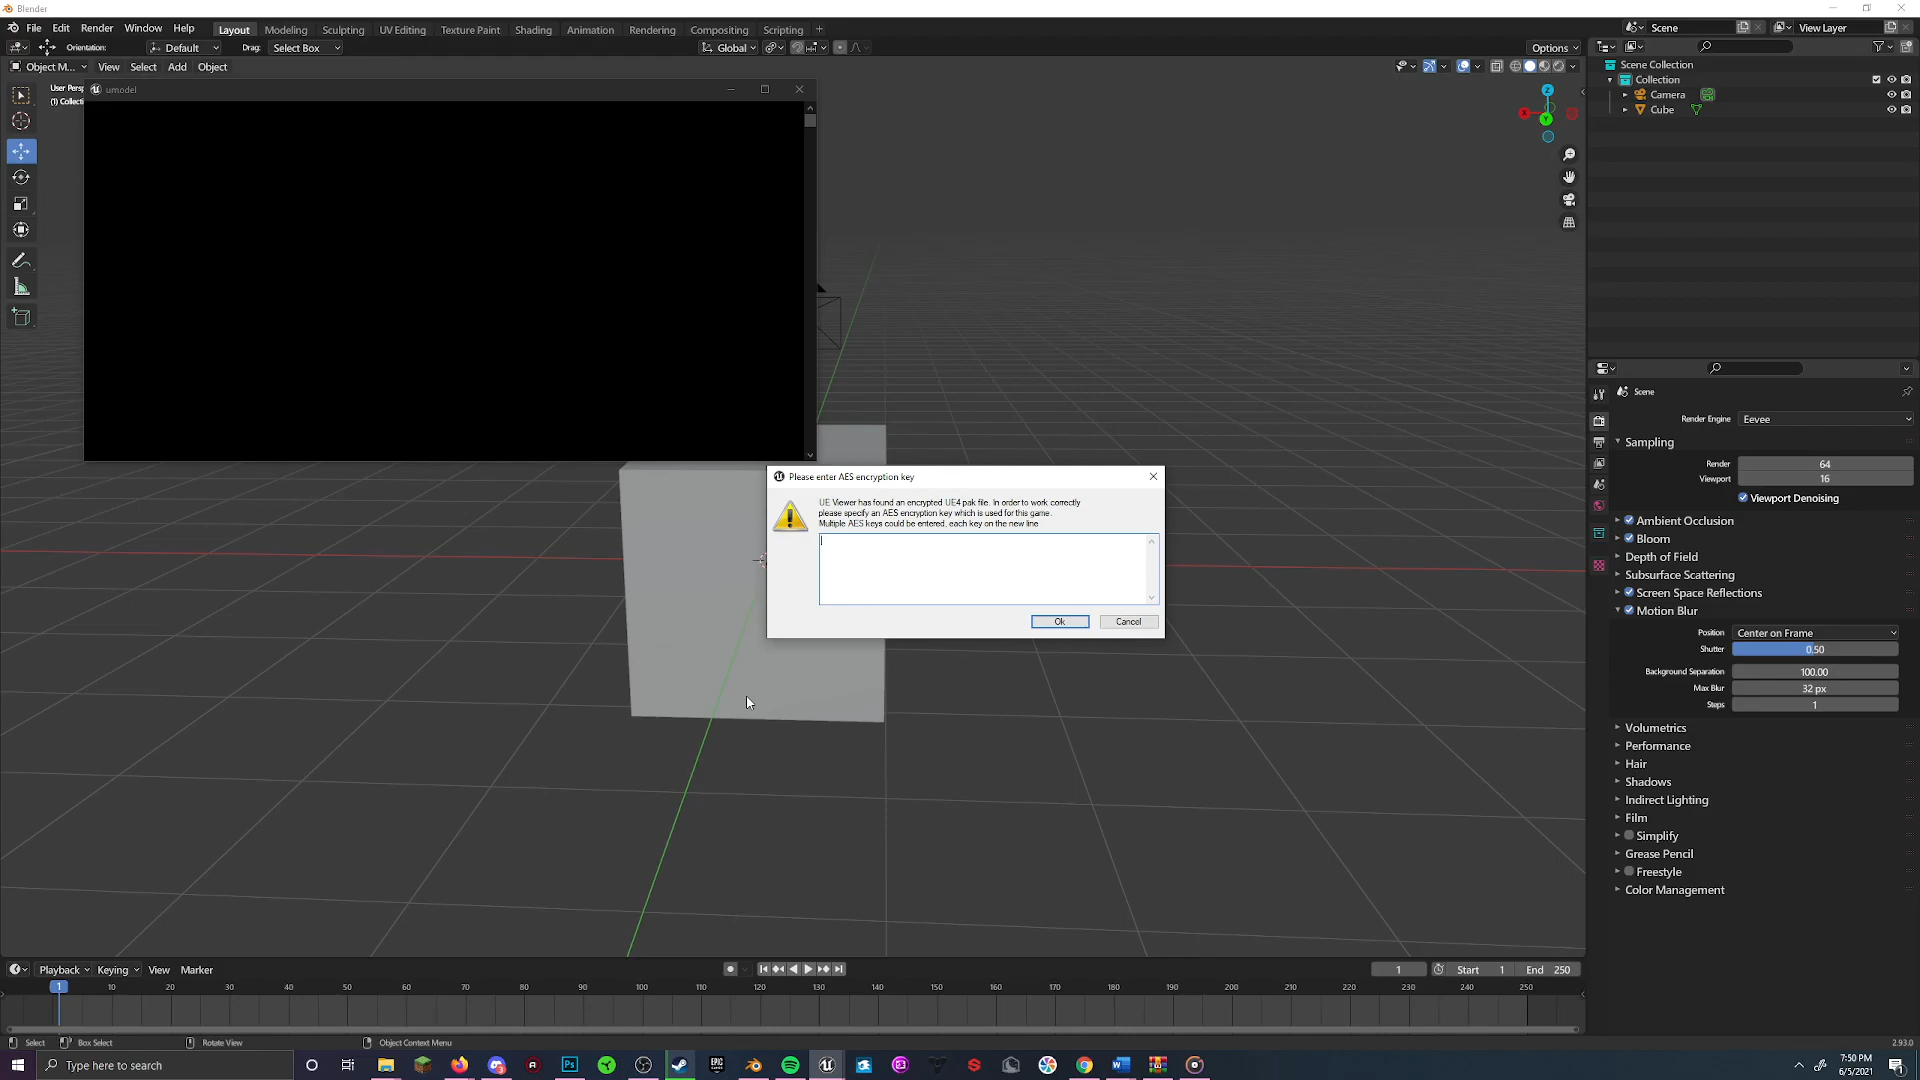 Blender
File Edit Render Window Help
Layout Modeling Sculpting UV Editing Texture Paint Shading Animation Rendering Compositing Scripting +
Scene
View Layer
Orientation: Default Drag: Select Box
Global
Options
Object M... View Select Add Object
User Persp
(1) Collecti
umodel
Z
X
Y
Scene Collection
Collection
Camera
Cube
Scene
Render Engine Eevee
Sampling
Render 64
Viewport 16
Viewport Denoising
Ambient Occlusion
Bloom
Depth of Field
Subsurface Scattering
Screen Space Reflections
Motion Blur
Position Center on Frame
Shutter 0.50
Background Separation 100.00
Max Blur 32 px
Steps 1
Volumetrics
Performance
Hair
Shadows
Indirect Lighting
Film
Simplify
Grease Pencil
Freestyle
Color Management
Please enter AES encryption key
UE Viewer has found an encrypted UE4 pak file. In order to work correctly
please specify an AES encryption key which is used for this game.
Multiple AES keys could be entered, each key on the new line
Ok Cancel
Playback Keying View Marker
1 Start 1 End 250
1 10 20 30 40 50 60 70 80 90 100 110 120 130 140 150 160 170 180 190 200 210 220 230 240 250
Select Box Select Rotate View Object Context Menu
2.93.0
Type here to search
7:50 PM
6/5/2021